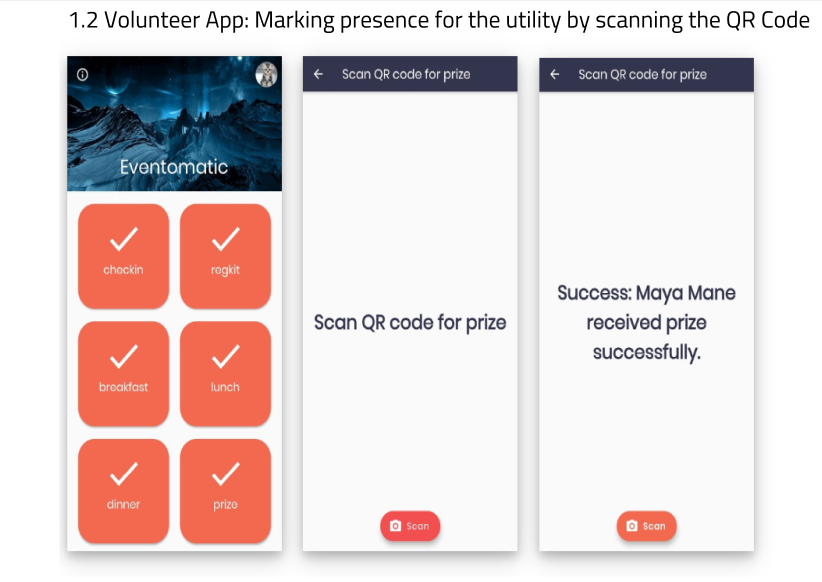 1.2 Volunteer App: Marking presence for the utility by scanning the QR Code
Eventomatic
checkin
regkit
breakfast
lunch
dinner
prize
Scan QR code for prize
Scan QR code for prize
Scan
Scan QR code for prize
Success: Maya Mane
received prize
successfully.
Scan